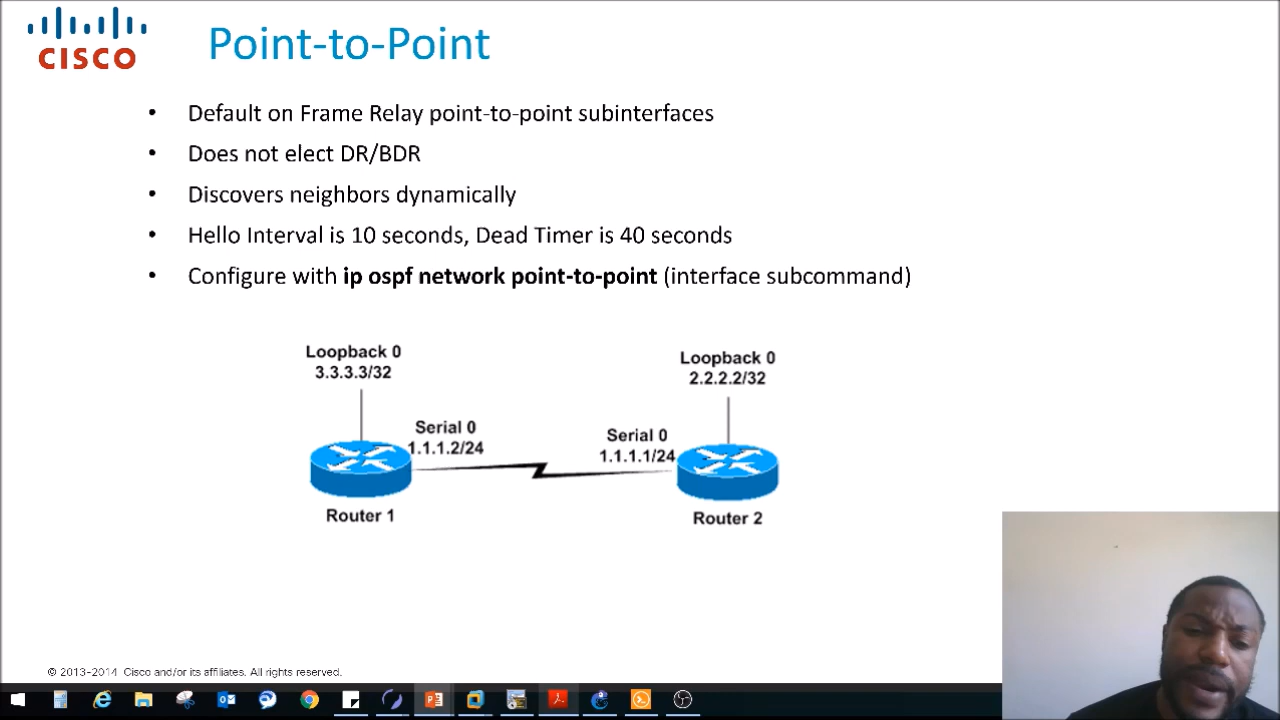 CISCO
Point-to-Point
• Default on Frame Relay point-to-point subinterfaces
• Does not elect DR/BDR
• Discovers neighbors dynamically
• Hello Interval is 10 seconds, Dead Timer is 40 seconds
• Configure with ip ospf network point-to-point (interface subcommand)
Loopback 0
3.3.3.3/32
Loopback 0
2.2.2.2/32
Serial 0
1.1.1.2/24
Serial 0
1.1.1.1/24
Router 1
Router 2
© 2013-2014 Cisco and/or its affiliates. All rights reserved.